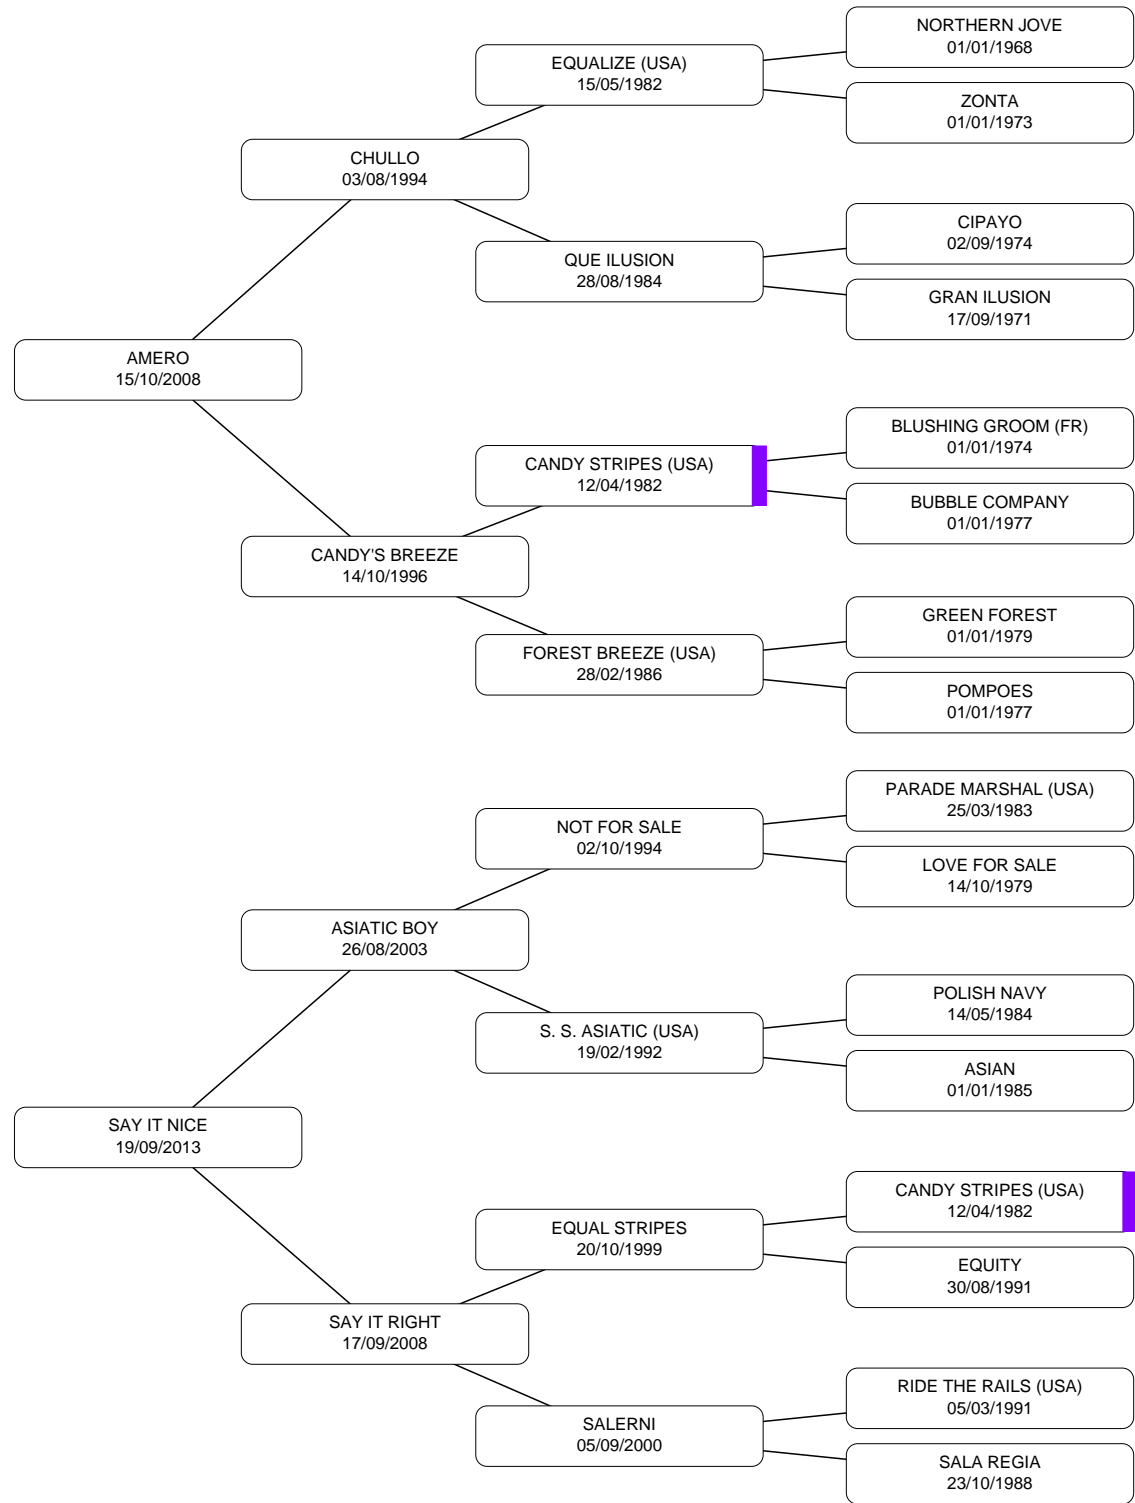 NORTHERN JOVE
01/01/1968
EQUALIZE (USA)
15/05/1982
ZONTA
01/01/1973
CHULLO
03/08/1994
CIPAYO
02/09/1974
QUE ILUSION
28/08/1984
GRAN ILUSION
17/09/1971
AMERO
15/10/2008
BLUSHING GROOM (FR)
01/01/1974
CANDY STRIPES (USA)
12/04/1982
BUBBLE COMPANY
01/01/1977
CANDY'S BREEZE
14/10/1996
GREEN FOREST
01/01/1979
FOREST BREEZE (USA)
28/02/1986
POMPOES
01/01/1977
PARADE MARSHAL (USA)
25/03/1983
NOT FOR SALE
02/10/1994
LOVE FOR SALE
14/10/1979
ASIATIC BOY
26/08/2003
POLISH NAVY
14/05/1984
S. S. ASIATIC (USA)
19/02/1992
ASIAN
01/01/1985
SAY IT NICE
19/09/2013
CANDY STRIPES (USA)
12/04/1982
EQUAL STRIPES
20/10/1999
EQUITY
30/08/1991
SAY IT RIGHT
17/09/2008
RIDE THE RAILS (USA)
05/03/1991
SALERNI
05/09/2000
SALA REGIA
23/10/1988